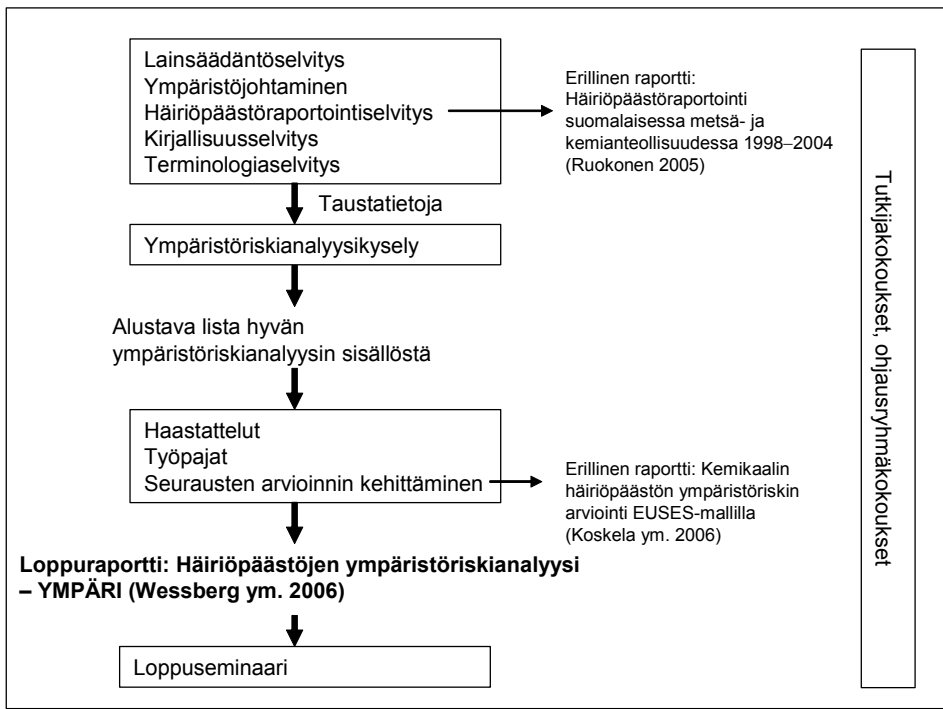 Lainsäädäntöselvitys
Ympäristöjohtaminen
Häiriöpäästöraportointiselvitys
Kirjallisuusselvitys
Terminologiaselvitys
Erillinen raportti:
Häiriöpäästöraportointi
suomalaisessa metsä- ja
kemianteollisuudessa 1998–2004
(Ruokonen 2005)
Taustatietoja
Ympäristöriskianalyysikysely
Alustava lista hyvän
ympäristöriskianalyysin sisällöstä
Haastattelut
Työpajat
Seurausten arvioinnin kehittäminen
Erillinen raportti: Kemikaalin
häiriöpäästön ympäristöriskin
arviointi EUSES-mallilla
(Koskela ym. 2006)
Loppuraportti: Häiriöpäästöjen ympäristöriskianalyysi
– YMPÄRI (Wessberg ym. 2006)
Loppuseminaari
Tutkijakokoukset, ohjausryhmäkokoukset